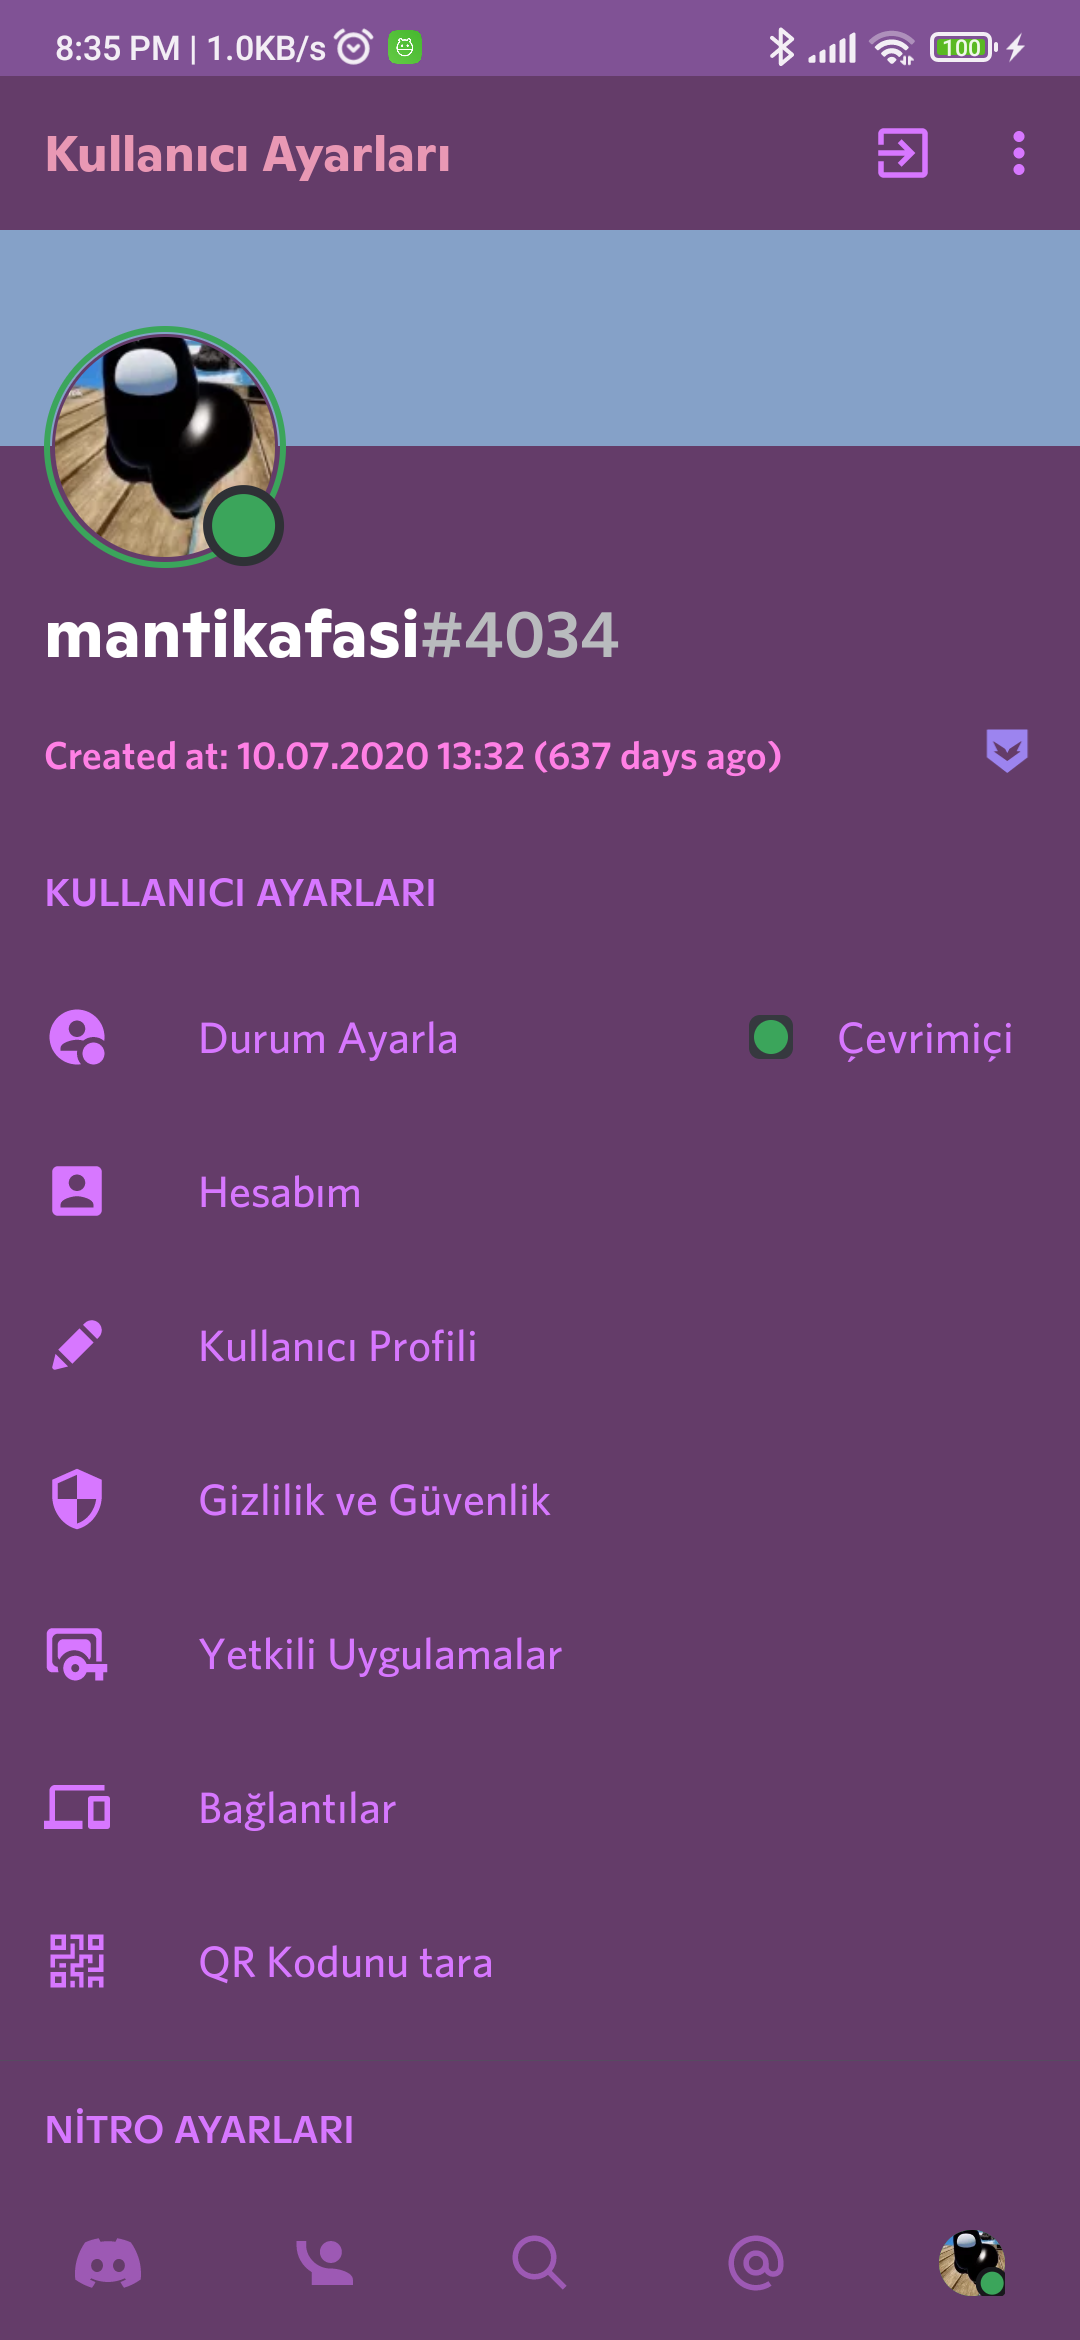 8:35 PM | 1.0KB/s 100
Kullanıcı Ayarları
mantikafasi#4034
Created at: 10.07.2020 13:32 (637 days ago)
KULLANICI AYARLARI
Durum Ayarla Çevrimiçi
Hesabım
Kullanıcı Profili
Gizlilik ve Güvenlik
Yetkili Uygulamalar
Bağlantılar
QR Kodunu tara
NİTRO AYARLARI